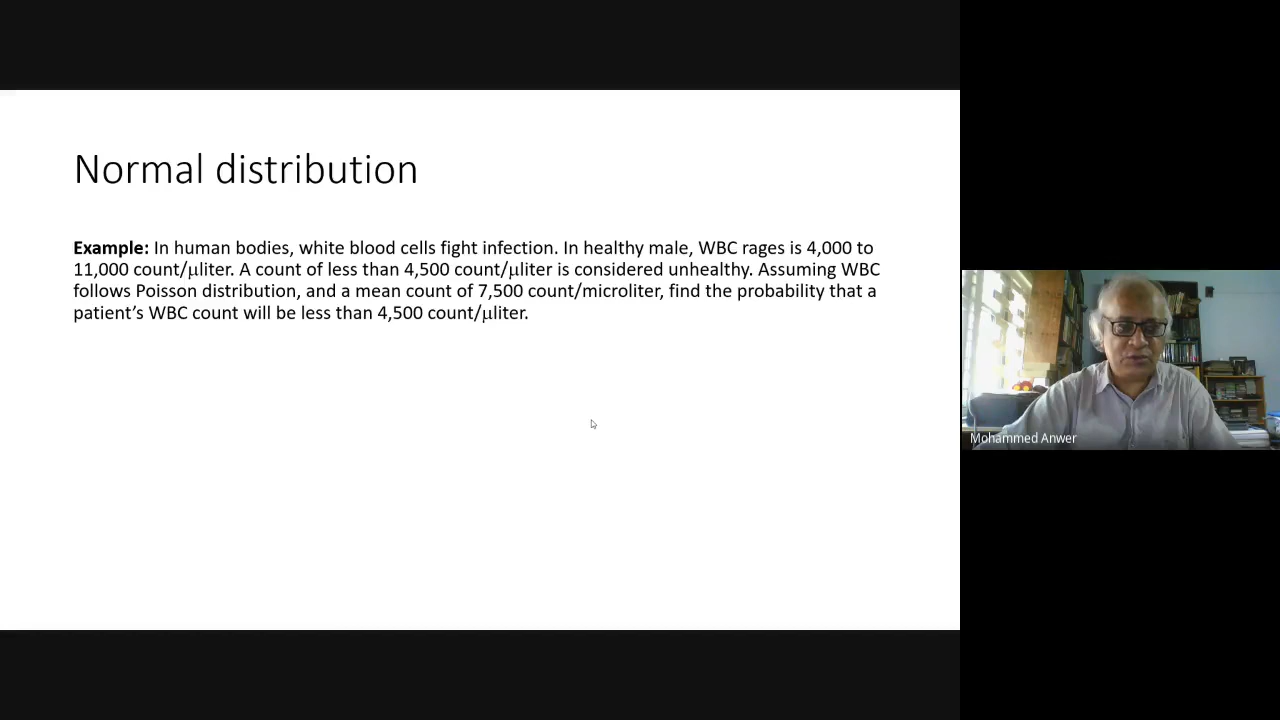 Normal distribution
Example: In human bodies, white blood cells fight infection. In healthy male, WBC rages is 4,000 to
11,000 count/μliter. A count of less than 4,500 count/μliter is considered unhealthy. Assuming WBC
follows Poisson distribution, and a mean count of 7,500 count/microliter, find the probability that a
patient’s WBC count will be less than 4,500 count/μliter.
Mohammed Anwer